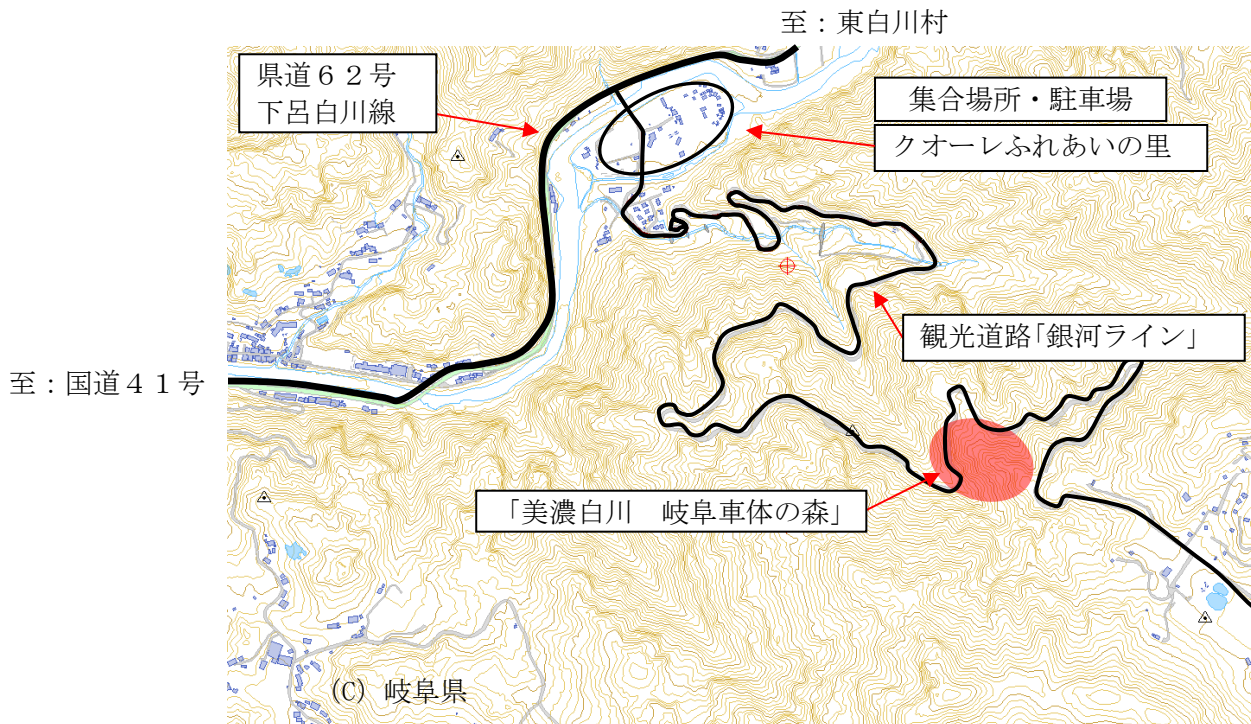 至：東白川村
県道６２号
下呂白川線
集合場所・駐車場
クオーレふれあいの里
観光道路「銀河ライン」
至：国道４１号
「美濃白川　岐阜車体の森」
(C) 岐阜県